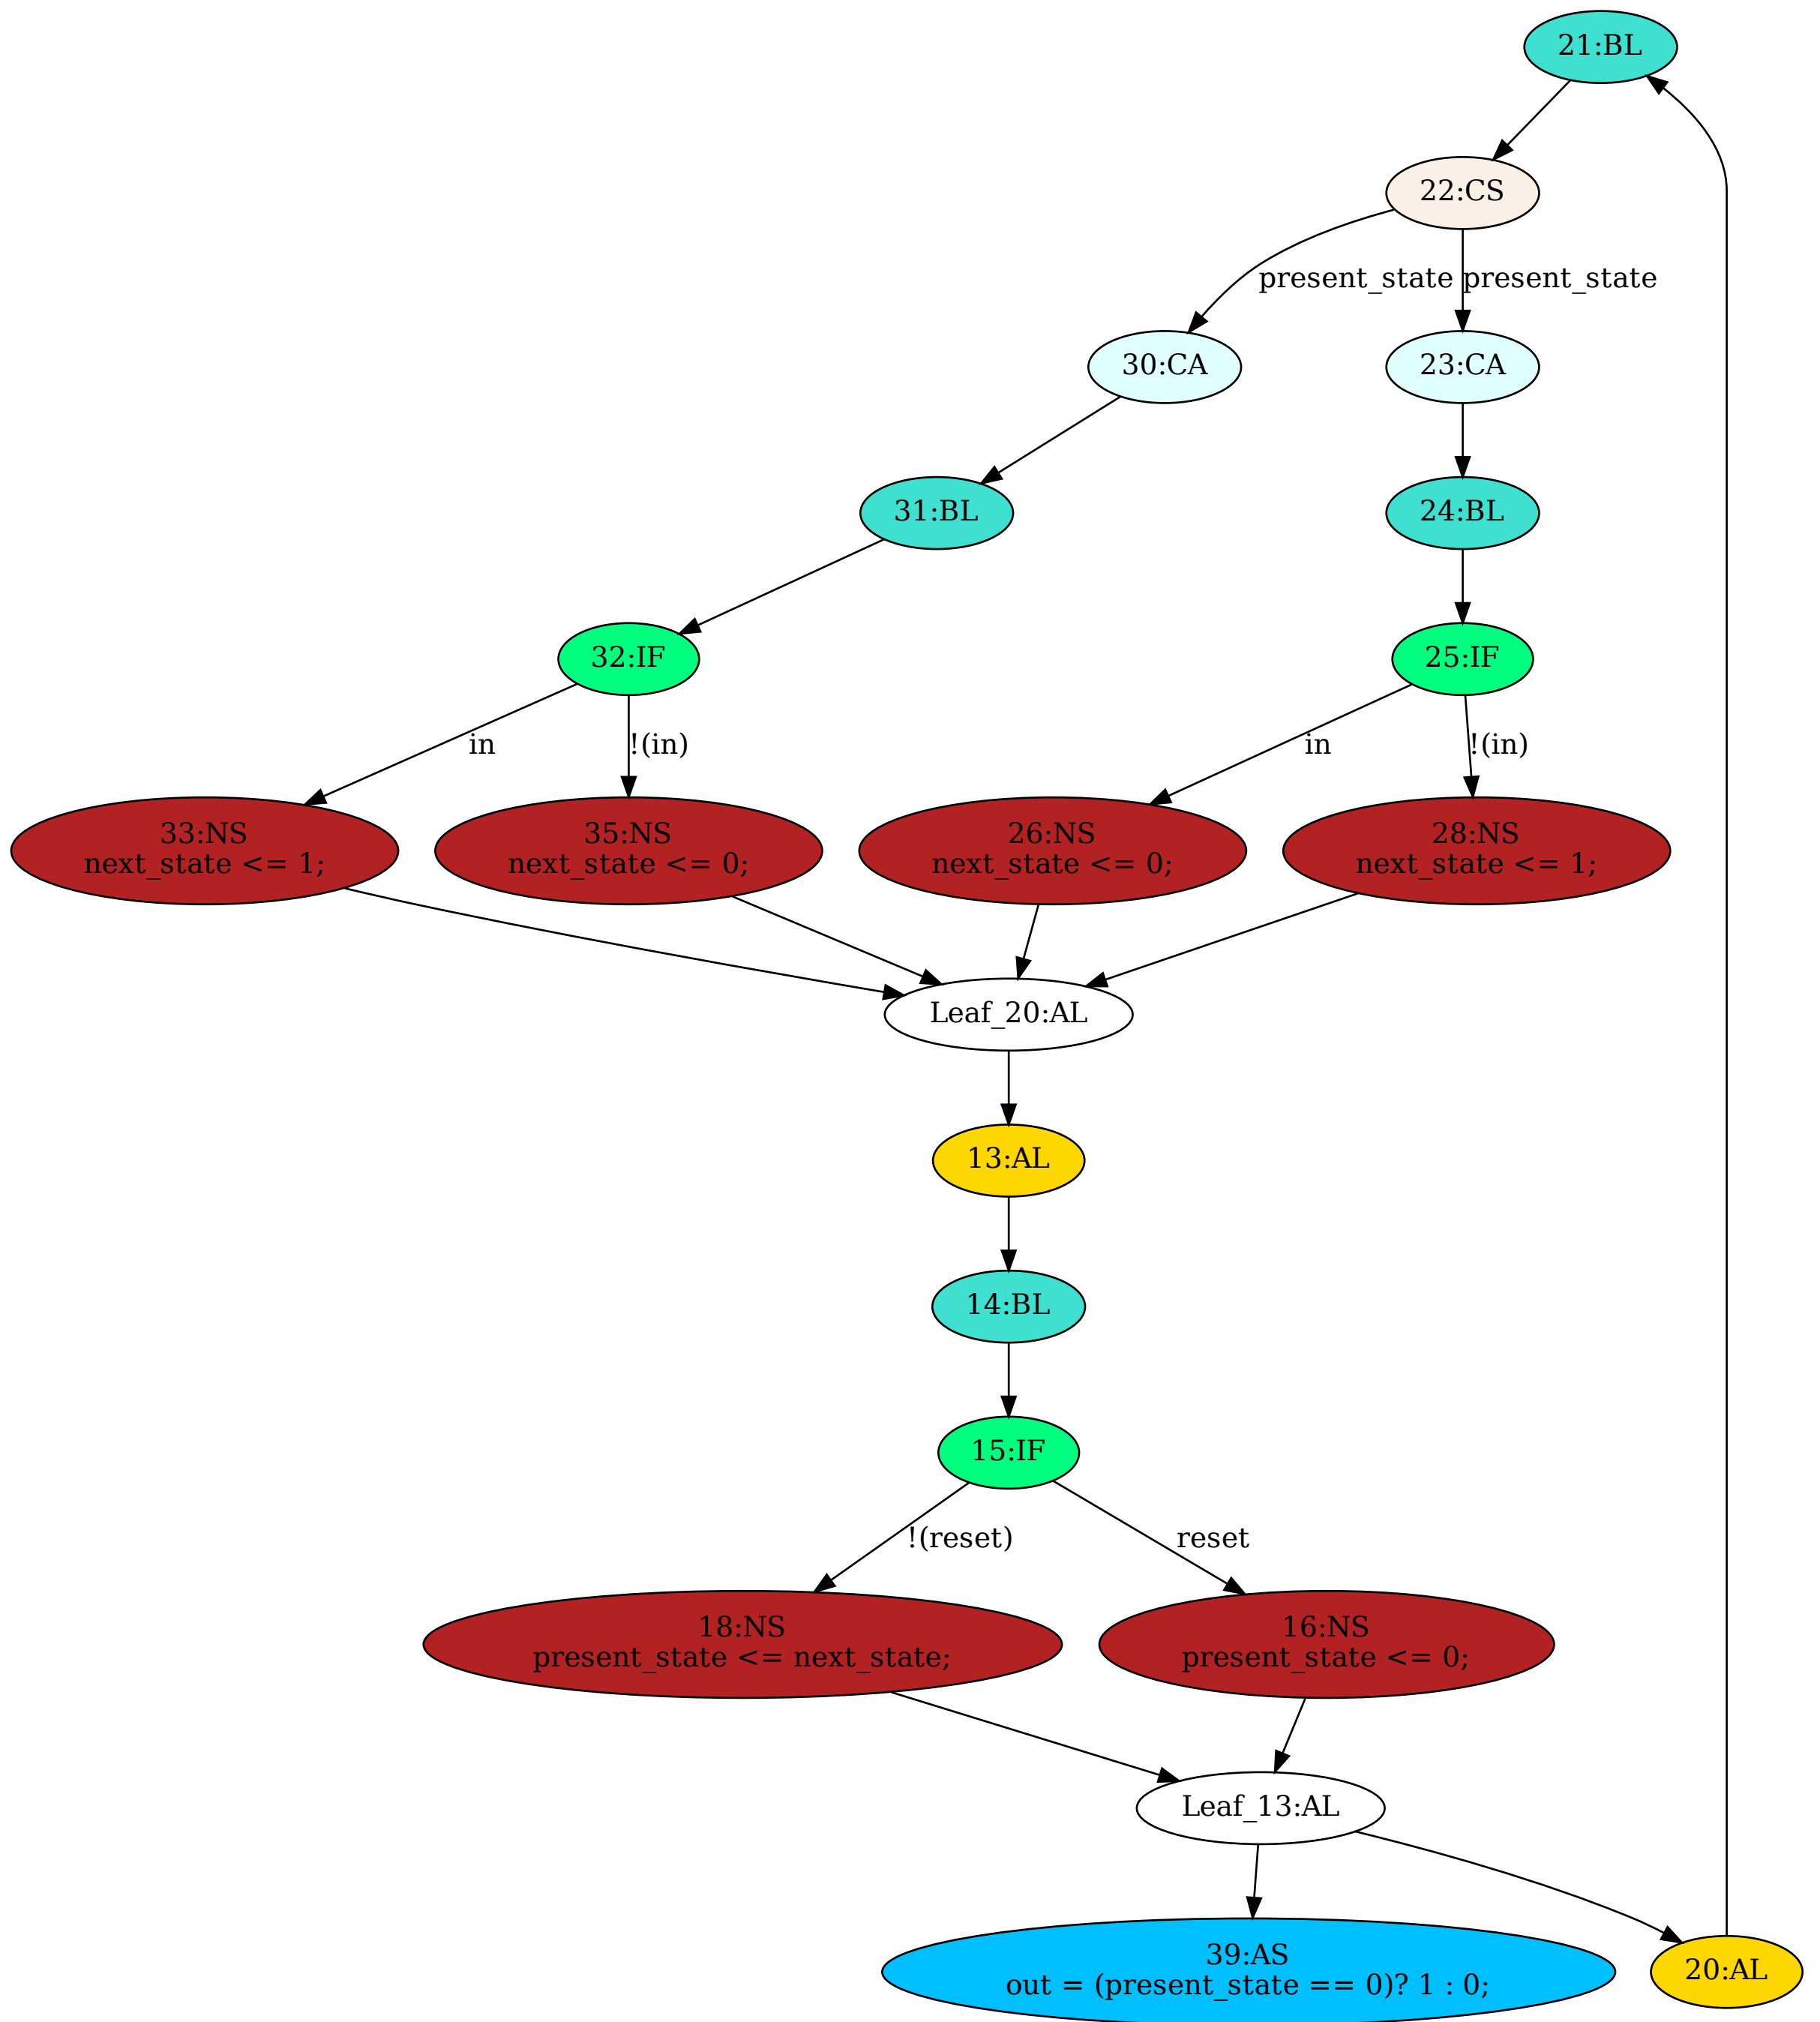 21:BL
22:CS
present_state
present_state
30:CA
23:CA
31:BL
24:BL
32:IF
25:IF
in
!(in)
in
!(in)
33:NS
next_state <= 1;
35:NS
next_state <= 0;
26:NS
next_state <= 0;
28:NS
next_state <= 1;
Leaf_20:AL
13:AL
14:BL
15:IF
!(reset)
reset
18:NS
present_state <= next_state;
16:NS
present_state <= 0;
Leaf_13:AL
39:AS
out = (present_state == 0)? 1 : 0;
20:AL